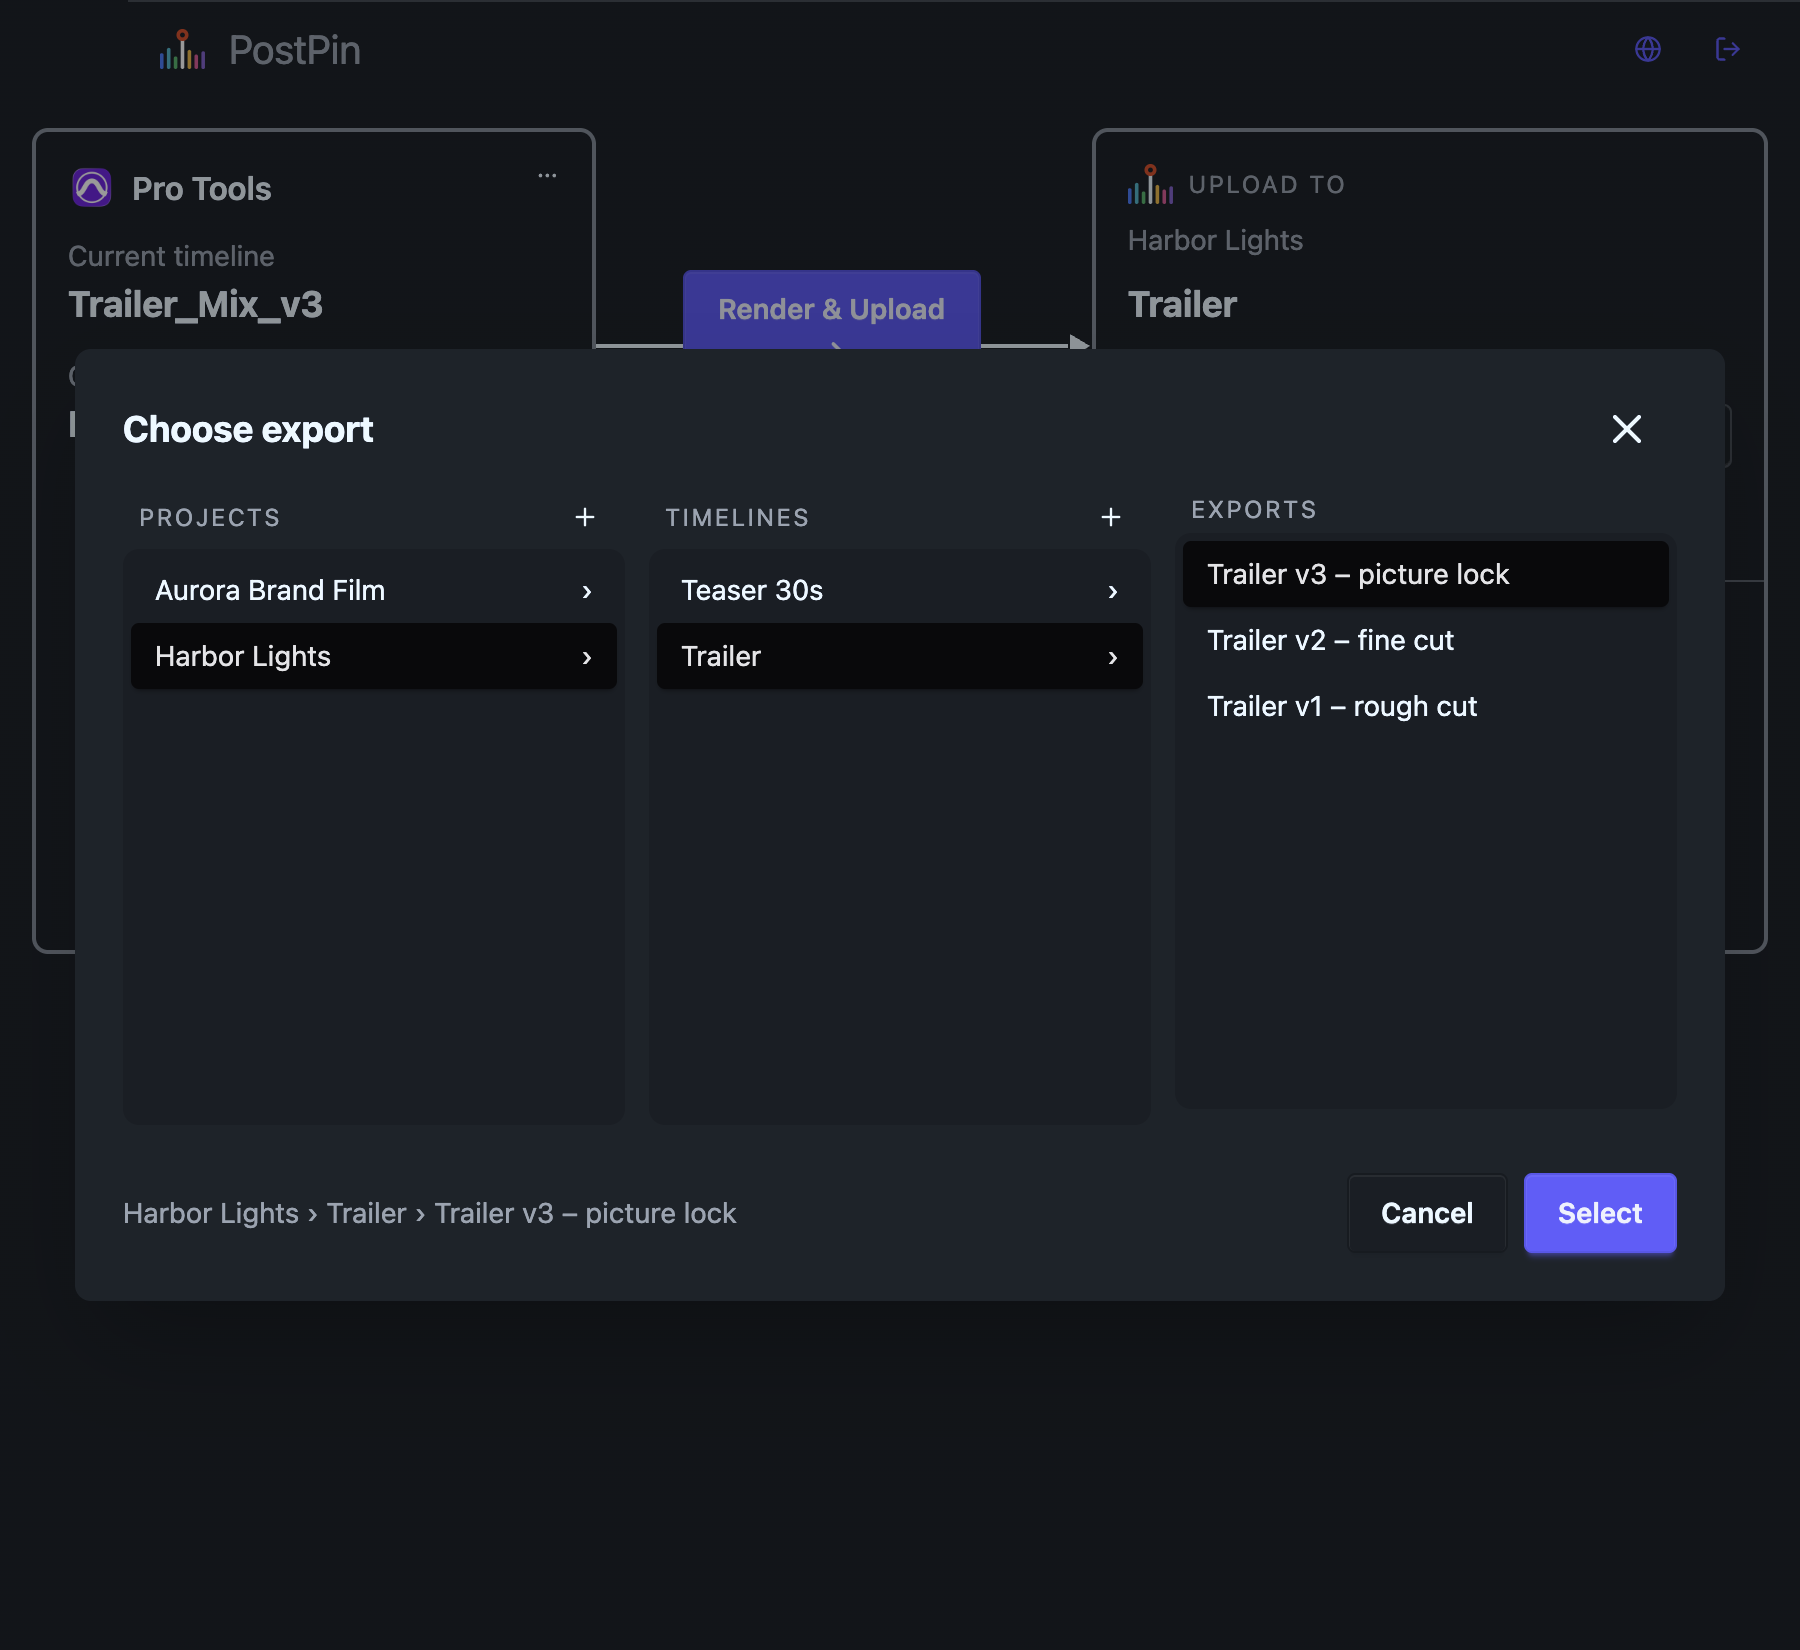 PostPin
Pro Tools
...
Current timeline
Trailer_Mix_v3
Render & Upload
UPLOAD TO
Harbor Lights
Trailer
Choose export
PROJECTS
Aurora Brand Film
Harbor Lights
TIMELINES
Teaser 30s
Trailer
EXPORTS
Trailer v3 – picture lock
Trailer v2 – fine cut
Trailer v1 – rough cut
Harbor Lights › Trailer › Trailer v3 – picture lock
Cancel
Select